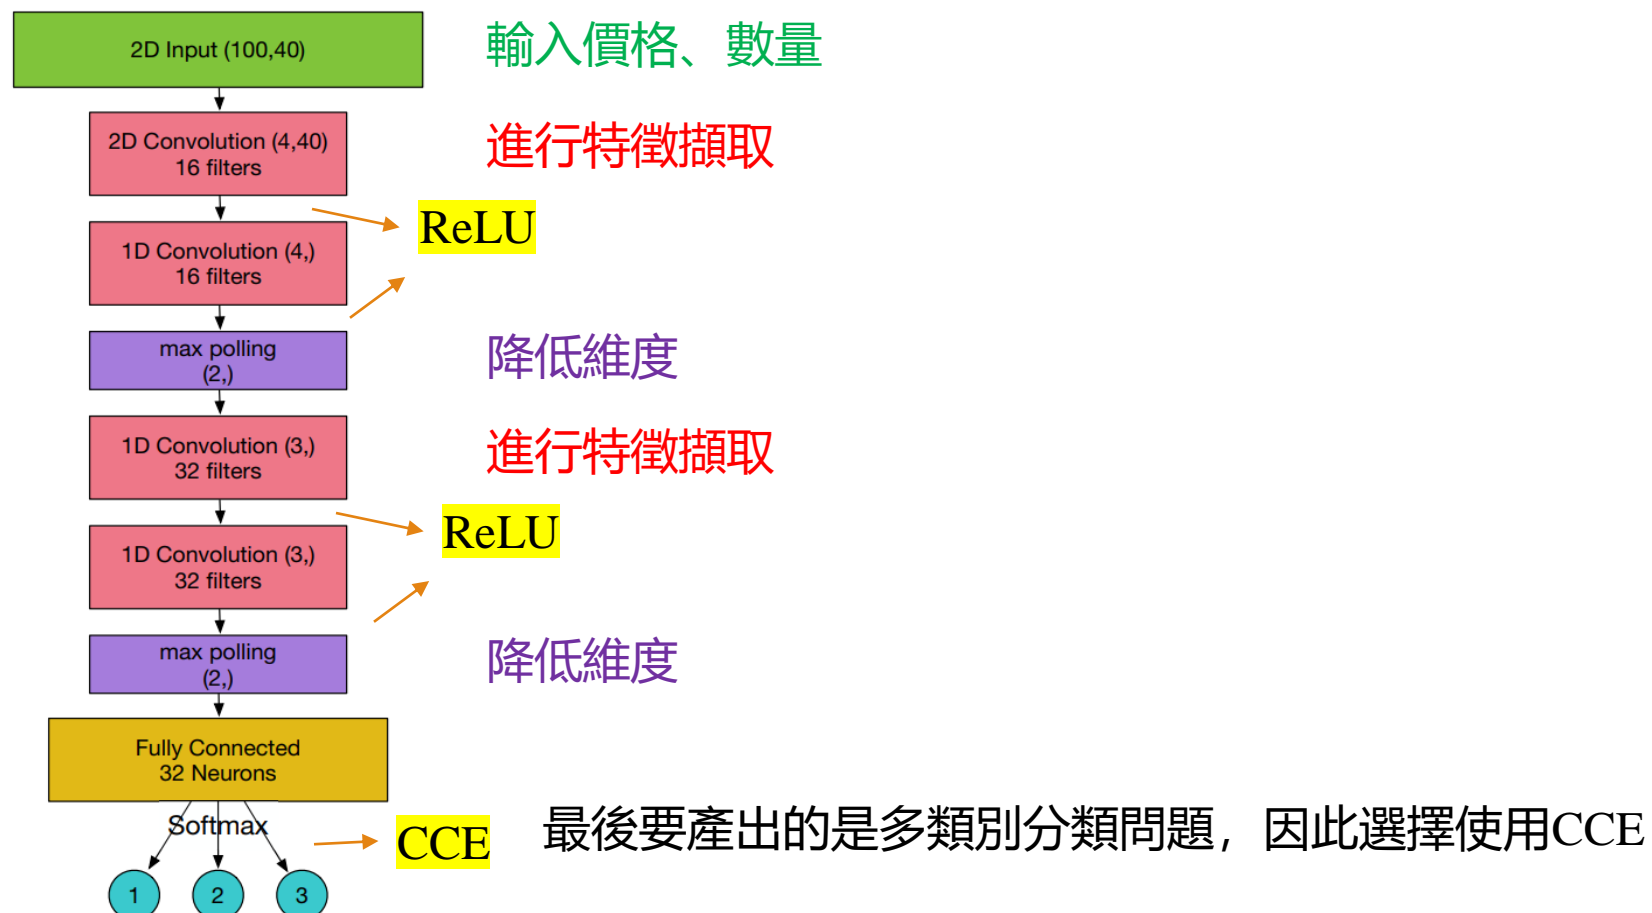 2D Input (100,40)
輸入價格、數量
2D Convolution (4,40)
16 filters
進行特徵擷取
ReLU
1D Convolution (4,)
16 filters
max polling
(2,)
降低維度
1D Convolution (3,)
32 filters
進行特徵擷取
ReLU
1D Convolution (3,)
32 filters
max polling
(2,)
降低維度
Fully Connected
32 Neurons
Softmax
CCE
最後要產出的是多類別分類問題，因此選擇使用CCE
1
2
3